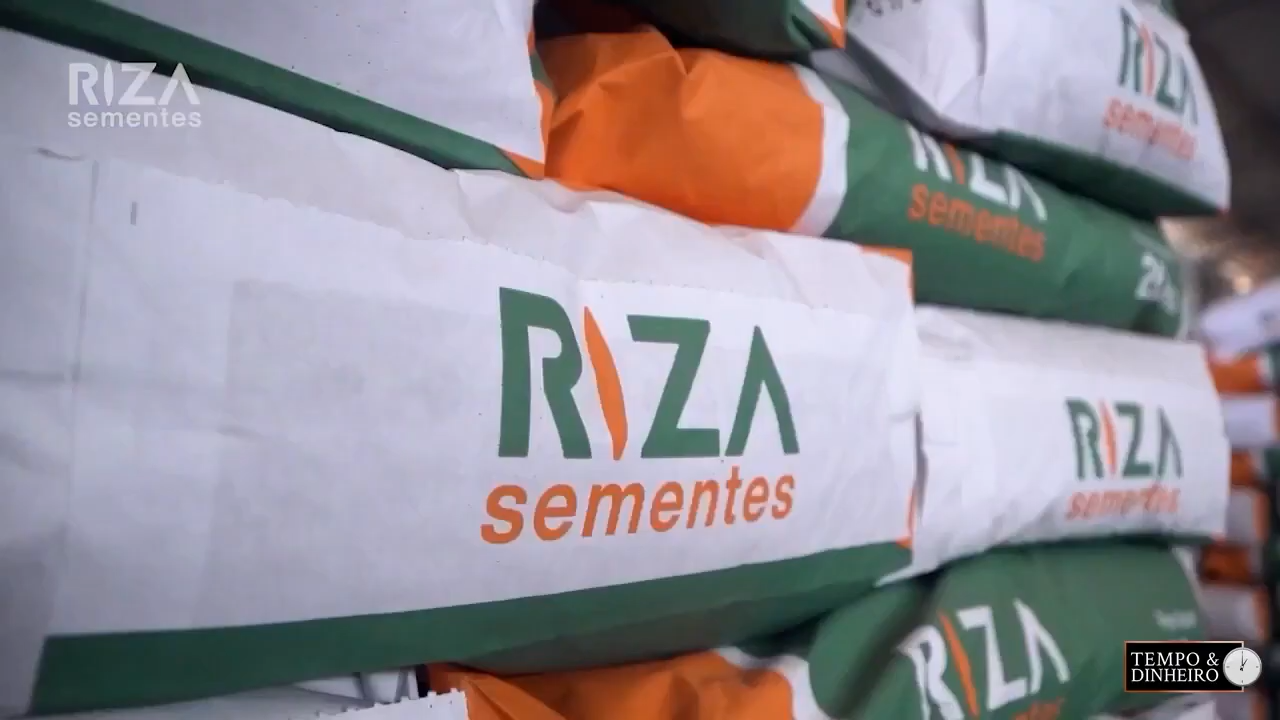 RIZA
sementes
RIZA
sementes
RIZA
sementes
RIZA
sementes
RIZA
sementes
RIZA
TEMPO &
DINHEIRO